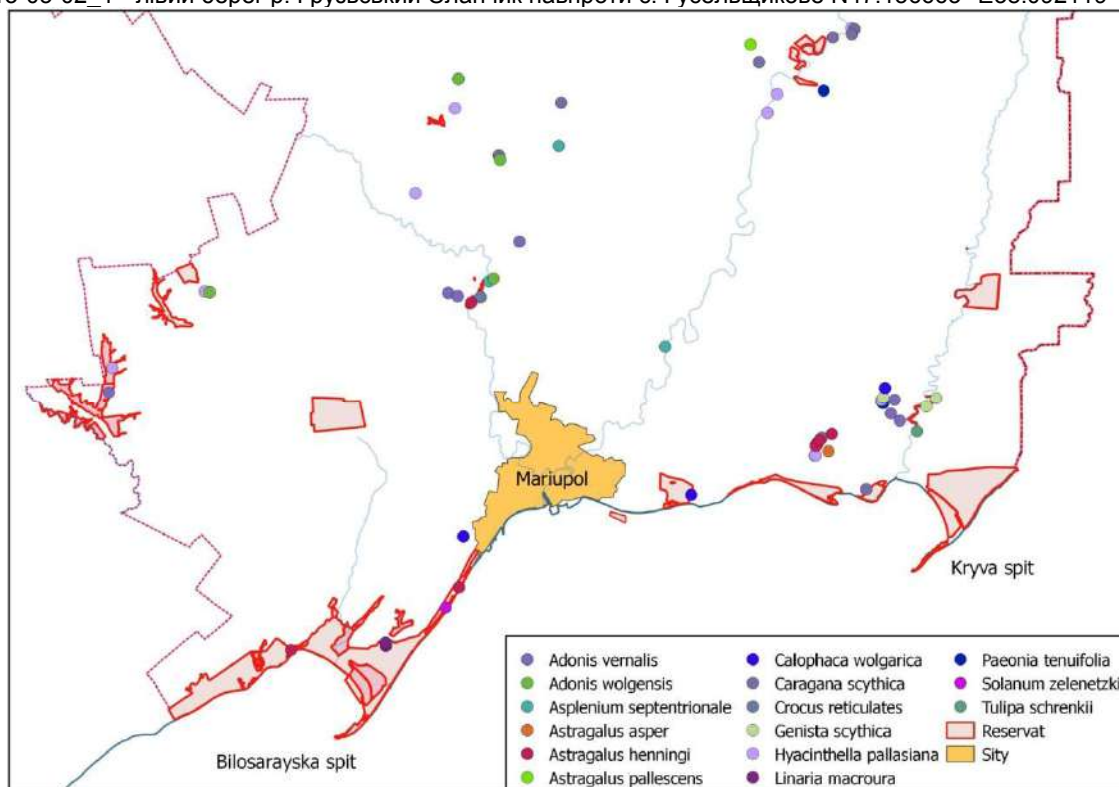 Mariupol
Kryva spit
Bilosarayska spit
Adonis vernalis
Adonis wolgensis
Asplenium septentrionale
Astragalus asper
Astragalus henningi
Astragalus pallescens
Calophaca wolgarica
Caragana scythica
Crocus reticulates
Genista scythica
Hyacinthella pallasiana
Linaria macroura
Paeonia tenuifolia
Solanum zelenetzki
Tulipa schrenkii
Reservat
Sity